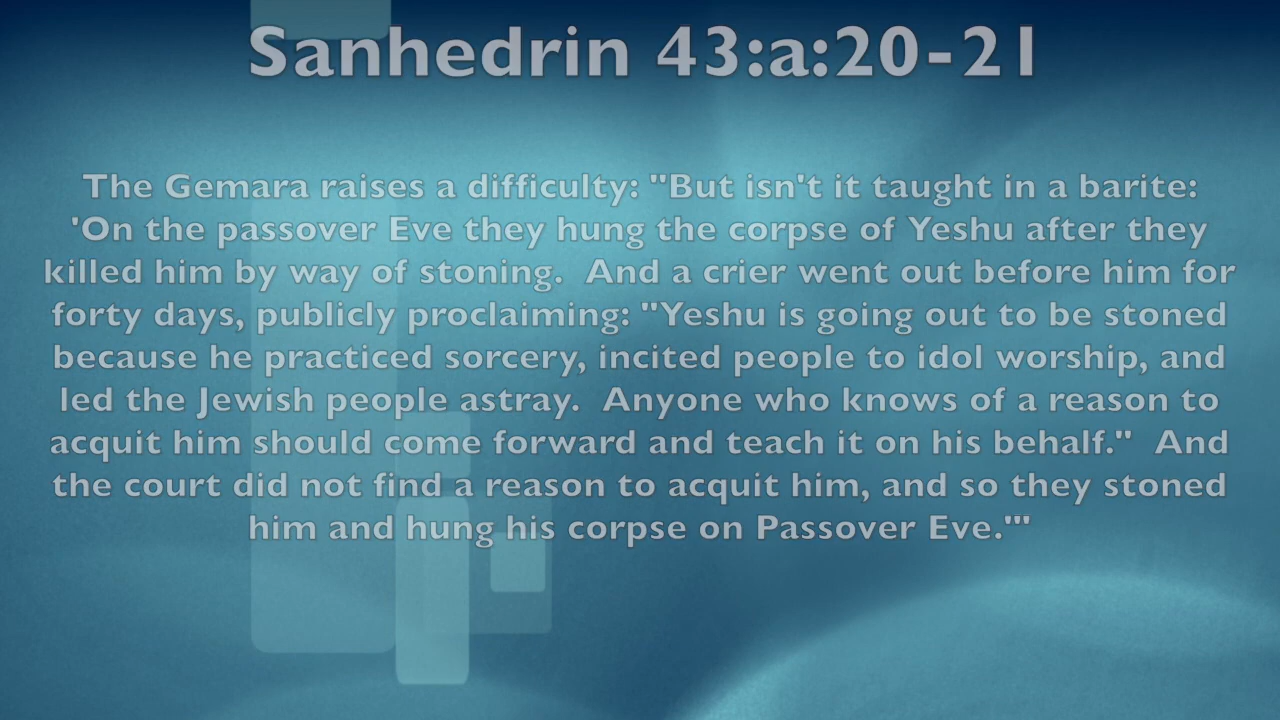 Sanhedrin 43:a:20-21
The Gemara raises a difficulty: "But isn't it taught in a barite:
'On the passover Eve they hung the corpse of Yeshu after they
killed him by way of stoning.  And a crier went out before him for
forty days, publicly proclaiming: "Yeshu is going out to be stoned
because he practiced sorcery, incited people to idol worship, and
led the Jewish people astray.  Anyone who knows of a reason to
acquit him should come forward and teach it on his behalf."  And
the court did not find a reason to acquit him, and so they stoned
him and hung his corpse on Passover Eve.'"